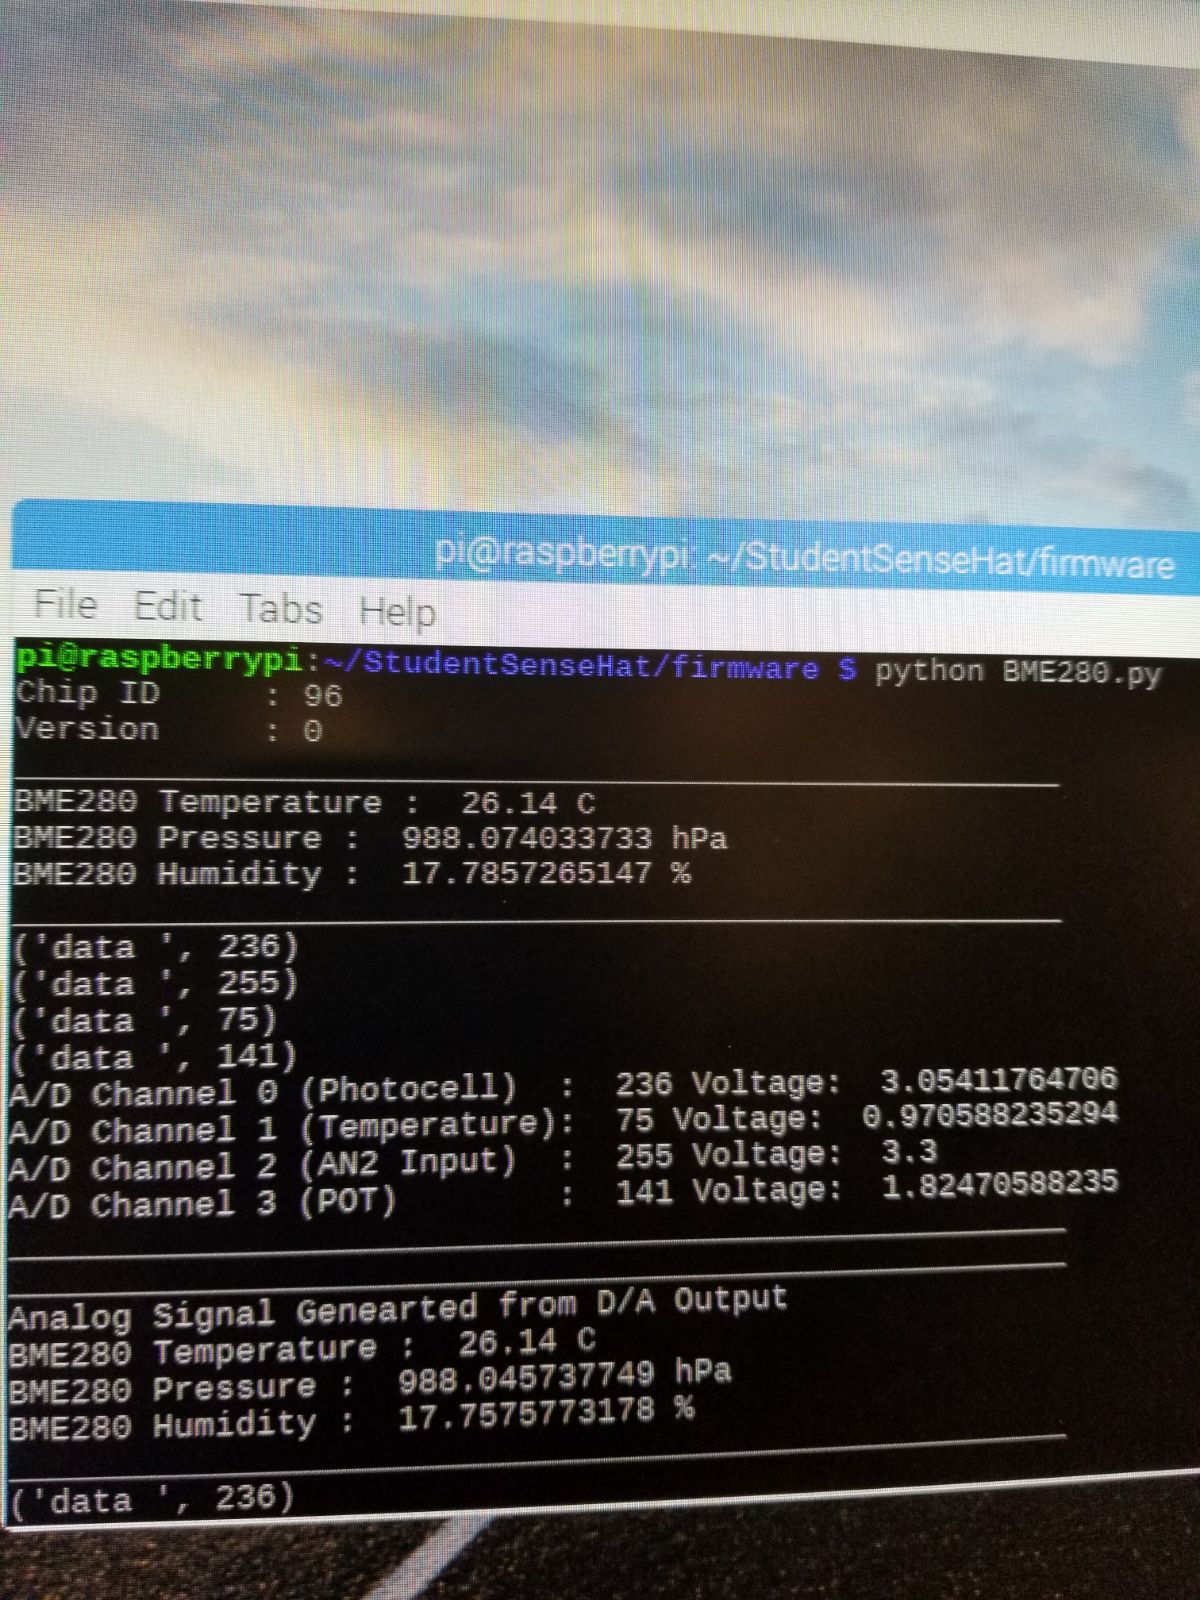 pi@raspberrypi: ~/StudentSenseHat/firmware
File Edit Tabs Help
pi@raspberrypi:~/StudentSenseHat/firmware $ python BME280.py
Chip ID      : 96
Version      : 0
BME280 Temperature :  26.14 C
BME280 Pressure :  988.074033733 hPa
BME280 Humidity :  17.7857265147 %
('data ', 236)
('data ', 255)
('data ', 75)
('data ', 141)
A/D Channel 0 (Photocell)  :  236 Voltage:  3.05411764706
A/D Channel 1 (Temperature):  75 Voltage:  0.970588235294
A/D Channel 2 (AN2 Input)  :  255 Voltage:  3.3
A/D Channel 3 (POT)        :  141 Voltage:  1.82470588235
Analog Signal Genearted from D/A Output
BME280 Temperature :  26.14 C
BME280 Pressure :  988.045737749 hPa
BME280 Humidity :  17.7575773178 %
('data ', 236)